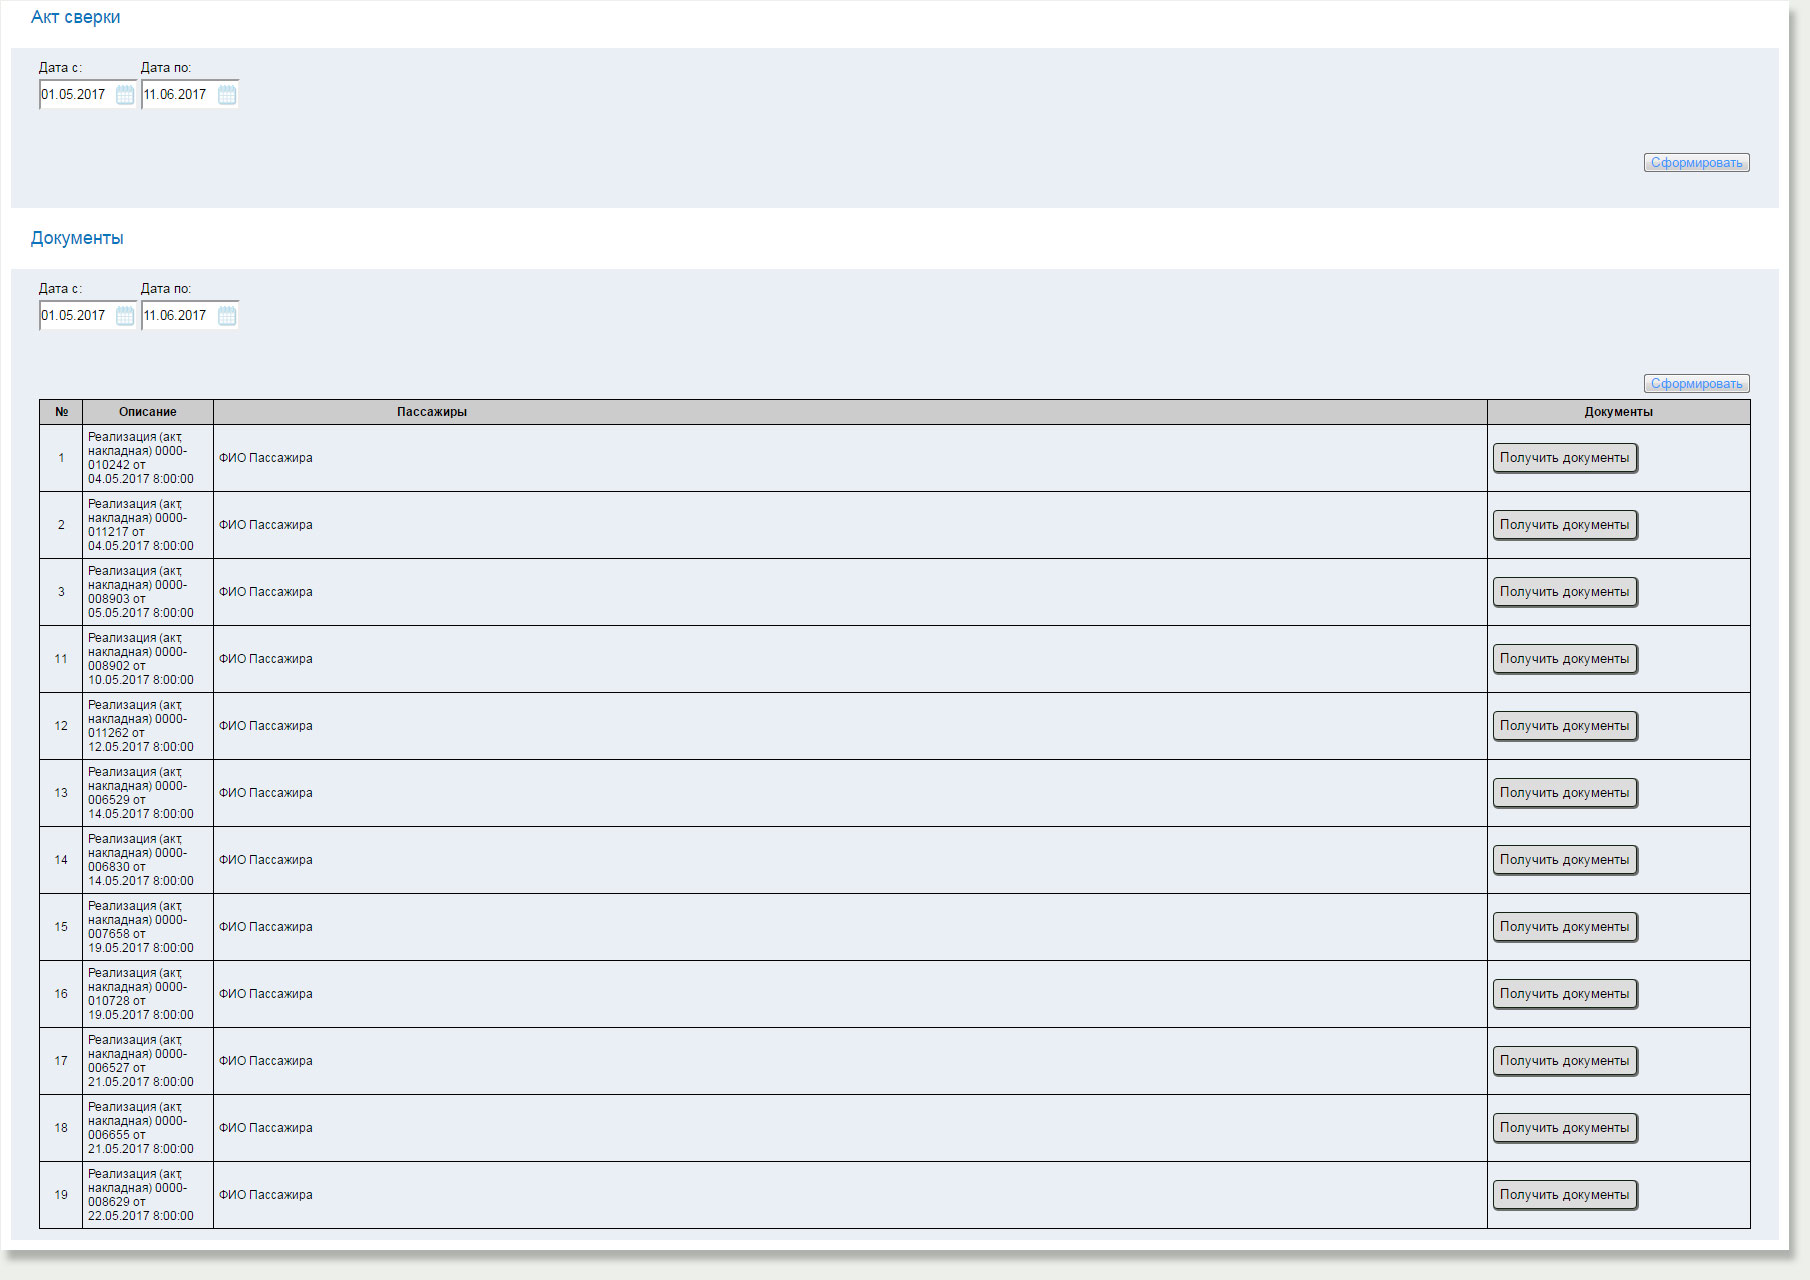 Акт сверки
Дата с: Дата по:
01.05.2017 11.06.2017
Сформировать
Документы
Дата с: Дата по:
01.05.2017 11.06.2017
Сформировать
№ Описание Пассажиры Документы
Реализация (акт,
накладная) 0000-
1 ФИО Пассажира Получить документы
010242 от
04.05.2017 8:00:00
Реализация (акт,
накладная) 0000-
2 ФИО Пассажира Получить документы
011217 от
04.05.2017 8:00:00
Реализация (акт,
накладная) 0000-
3 ФИО Пассажира Получить документы
008903 от
05.05.2017 8:00:00
Реализация (акт,
накладная) 0000-
11 ФИО Пассажира Получить документы
008902 от
10.05.2017 8:00:00
Реализация (акт,
накладная) 0000-
12 ФИО Пассажира Получить документы
011262 от
12.05.2017 8:00:00
Реализация (акт,
накладная) 0000-
13 ФИО Пассажира Получить документы
006529 от
14.05.2017 8:00:00
Реализация (акт,
накладная) 0000-
14 ФИО Пассажира Получить документы
006830 от
14.05.2017 8:00:00
Реализация (акт,
накладная) 0000-
15 ФИО Пассажира Получить документы
007658 от
19.05.2017 8:00:00
Реализация (акт,
накладная) 0000-
16 ФИО Пассажира Получить документы
010728 от
19.05.2017 8:00:00
Реализация (акт,
накладная) 0000-
17 ФИО Пассажира Получить документы
006527 от
21.05.2017 8:00:00
Реализация (акт,
накладная) 0000-
18 ФИО Пассажира Получить документы
006655 от
21.05.2017 8:00:00
Реализация (акт,
накладная) 0000-
19 ФИО Пассажира Получить документы
008629 от
22.05.2017 8:00:00